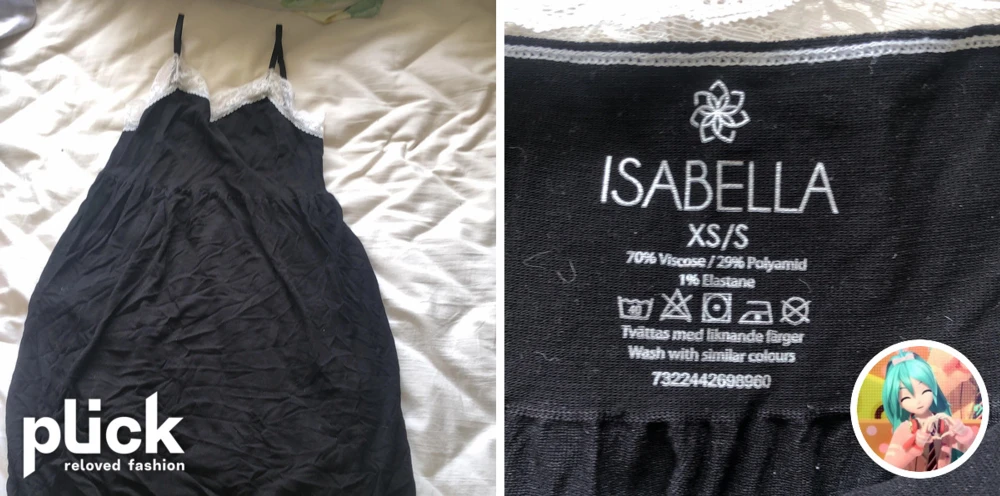 plick
reloved fashion
ISABELLA
XS/S
70% Viscose / 29% Polyamid
1% Elastane
40
Tvättas med liknande färger
Wash with similar colours
7322442698960